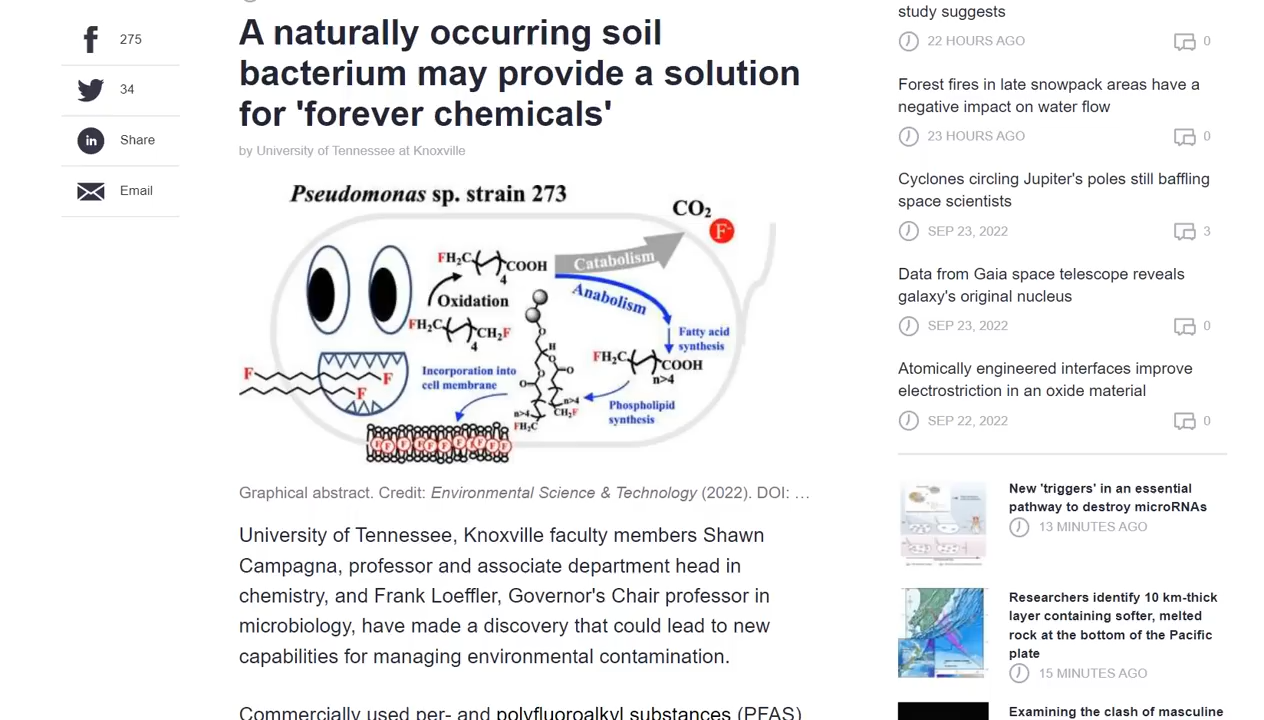 275
34
Share
Email
A naturally occurring soil
bacterium may provide a solution
for 'forever chemicals'
by University of Tennessee at Knoxville
Pseudomonas sp. strain 273
CO2
F-
FH2C
4
COOH
Catabolism
Oxidation
Anabolism
FH2C
4
CH2F
Fatty acid
synthesis
FH2C
COOH
n>4
F
F
F
Incorporation into
cell membrane
H
O
O
O
O
n>4
n>4
CH2F
FH2C
Phospholipid
synthesis
F F F F F F F F F
Graphical abstract. Credit: Environmental Science & Technology (2022). DOI: …
University of Tennessee, Knoxville faculty members Shawn
Campagna, professor and associate department head in
chemistry, and Frank Loeffler, Governor's Chair professor in
microbiology, have made a discovery that could lead to new
capabilities for managing environmental contamination.
Commercially used per- and polyfluoroalkyl substances (PFAS)
study suggests
22 HOURS AGO 0
Forest fires in late snowpack areas have a
negative impact on water flow
23 HOURS AGO 0
Cyclones circling Jupiter's poles still baffling
space scientists
SEP 23, 2022 3
Data from Gaia space telescope reveals
galaxy's original nucleus
SEP 23, 2022 0
Atomically engineered interfaces improve
electrostriction in an oxide material
SEP 22, 2022 0
New 'triggers' in an essential
pathway to destroy microRNAs
13 MINUTES AGO
Researchers identify 10 km-thick
layer containing softer, melted
rock at the bottom of the Pacific
plate
15 MINUTES AGO
Examining the clash of masculine